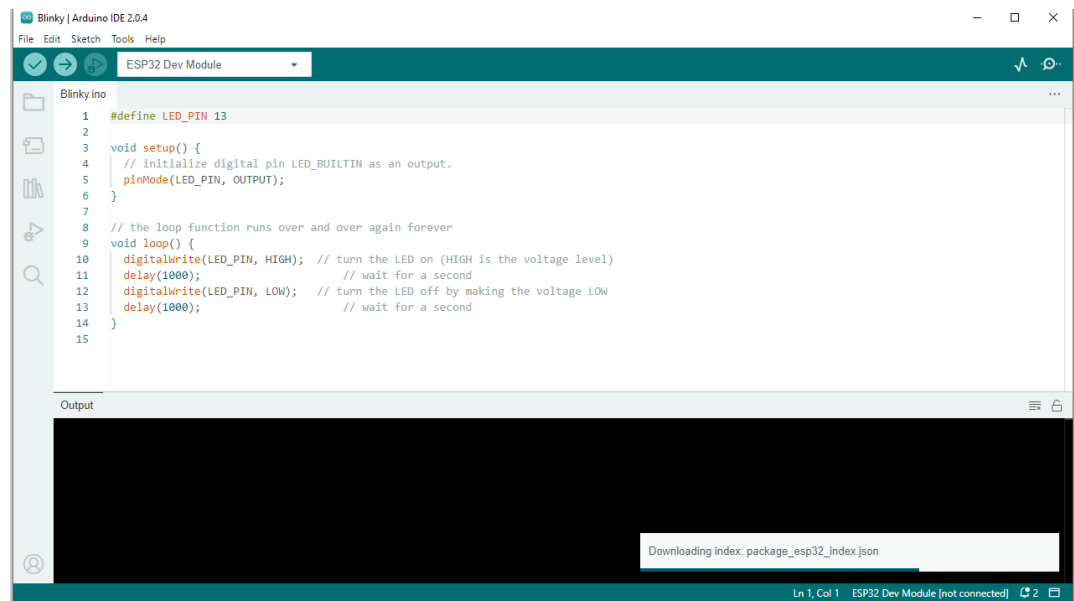 Blinky | Arduino IDE 2.0.4
File Edit Sketch Tools Help
ESP32 Dev Module
Blinky.ino
1 #define LED_PIN 13
2
3 void setup() {
4 // initialize digital pin LED_BUILTIN as an output.
5 pinMode(LED_PIN, OUTPUT);
6 }
7
8 // the loop function runs over and over again forever
9 void loop() {
10 digitalWrite(LED_PIN, HIGH); // turn the LED on (HIGH is the voltage level)
11 delay(1000); // wait for a second
12 digitalWrite(LED_PIN, LOW); // turn the LED off by making the voltage LOW
13 delay(1000); // wait for a second
14 }
15
Output
Downloading index: package_esp32_index.json
Ln 1, Col 1 ESP32 Dev Module [not connected] 2